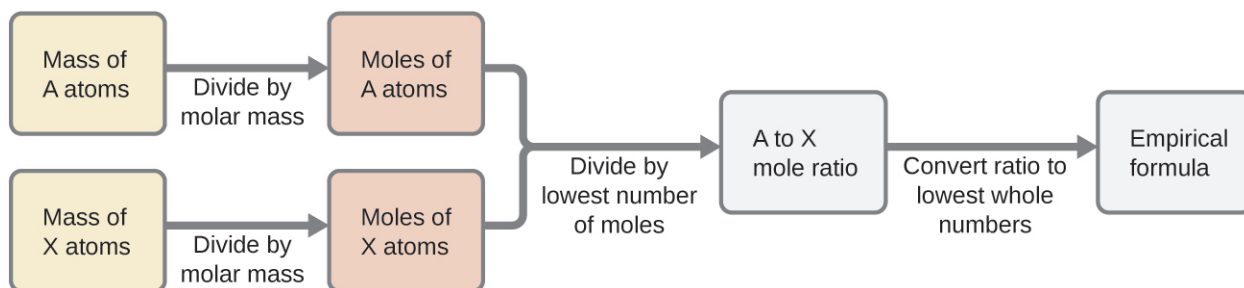 Mass of
A atoms
Divide by
molar mass
Moles of
A atoms
Mass of
X atoms
Divide by
molar mass
Moles of
X atoms
Divide by
lowest number
of moles
A to X
mole ratio
Convert ratio to
lowest whole
numbers
Empirical
formula